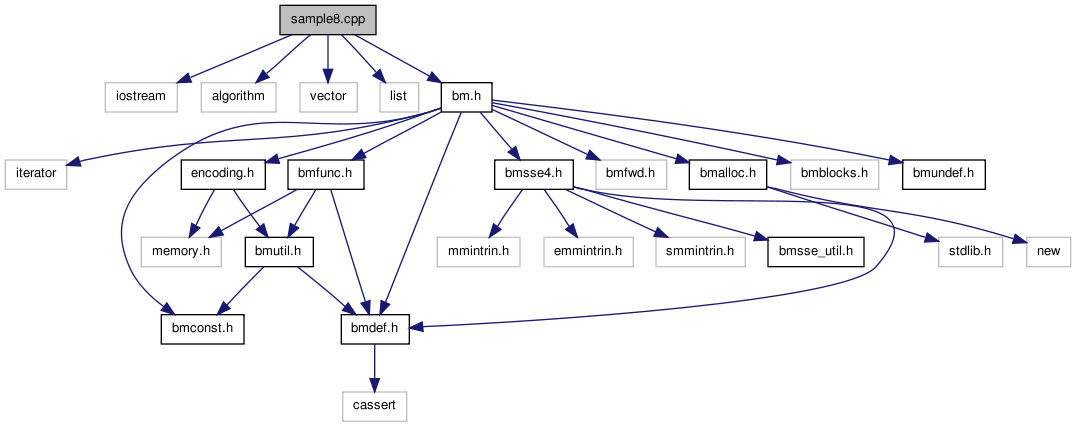 sample8.cpp
iostream
algorithm
vector
list
bm.h
iterator
encoding.h
bmfunc.h
bmsse4.h
bmfwd.h
bmalloc.h
bmblocks.h
bmundef.h
memory.h
bmutil.h
mmintrin.h
emmintrin.h
smmintrin.h
bmsse_util.h
stdlib.h
new
bmconst.h
bmdef.h
cassert